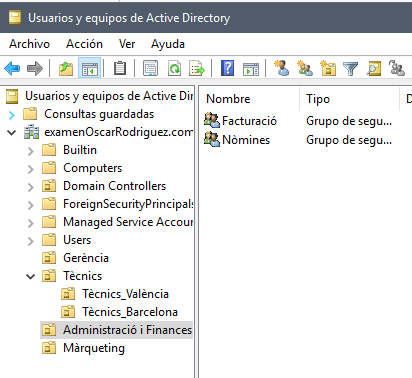 Usuarios y equipos de Active Directory
Archivo Acción Ver Ayuda
Usuarios y equipos de Active Dir
Consultas guardadas
examenOscarRodriguez.com
Builtin
Computers
Domain Controllers
ForeignSecurityPrincipals
Managed Service Accoun
Users
Gerència
Tècnics
Tècnics_València
Tècnics_Barcelona
Administració i Finances
Màrqueting
Nombre Tipo D
Facturació Grupo de segu...
Nòmines Grupo de segu...